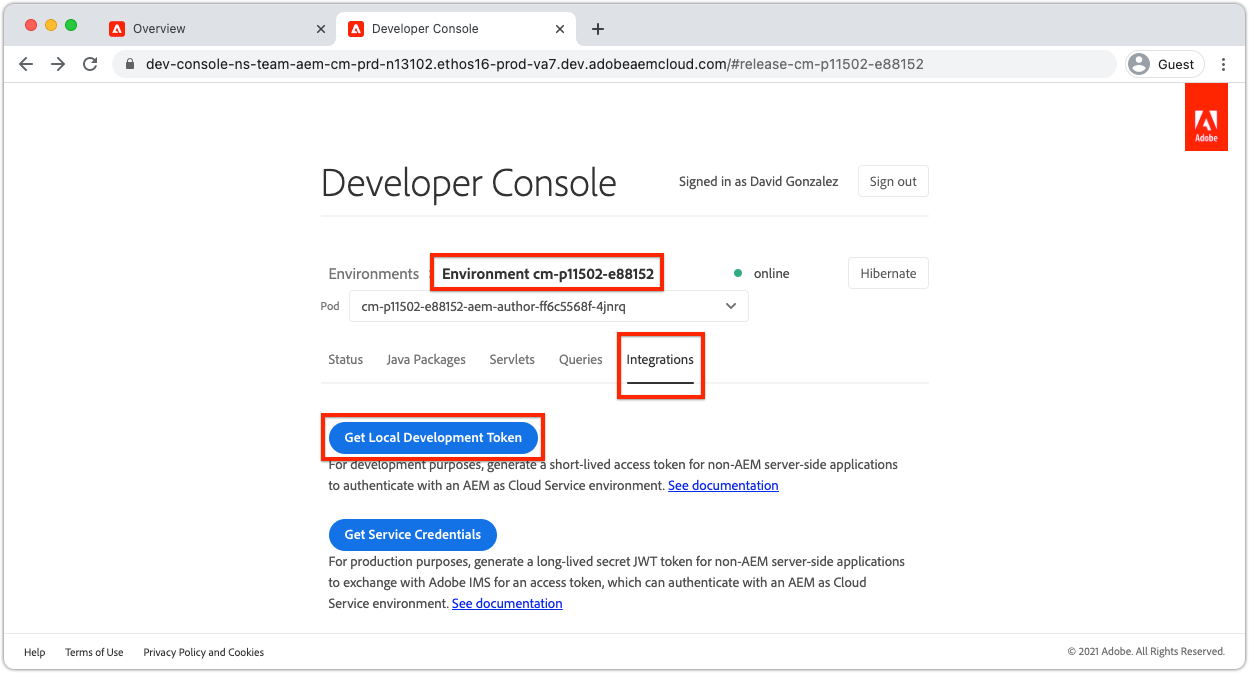 Overview
Developer Console
dev-console-ns-team-aem-cm-prd-n13102.ethos16-prod-va7.dev.adobeaemcloud.com/#release-cm-p11502-e88152
Guest
Adobe
Developer Console
Signed in as David Gonzalez
Sign out
Environments
Environment cm-p11502-e88152
online
Hibernate
Pod
cm-p11502-e88152-aem-author-ff6c5568f-4jnrq
Status
Java Packages
Servlets
Queries
Integrations
Get Local Development Token
For development purposes, generate a short-lived access token for non-AEM server-side applications
to authenticate with an AEM as Cloud Service environment. See documentation
Get Service Credentials
For production purposes, generate a long-lived secret JWT token for non-AEM server-side applications
to exchange with Adobe IMS for an access token, which can authenticate with an AEM as Cloud
Service environment. See documentation
Help
Terms of Use
Privacy Policy and Cookies
© 2021 Adobe. All Rights Reserved.